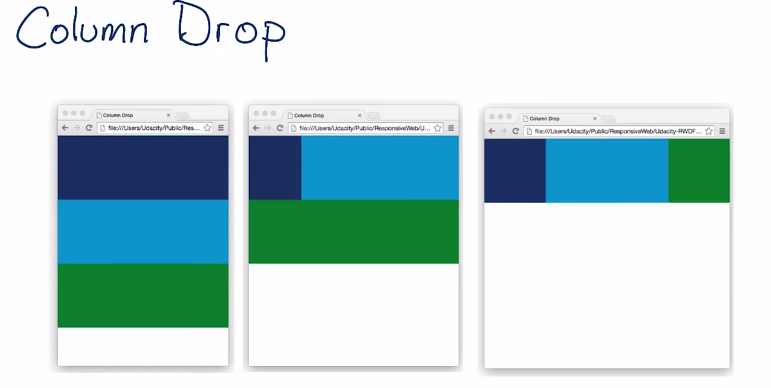 Column Drop
Column Drop
file:///Users/Udacity/Public/Res...
Column Drop
file:///Users/Udacity/Public/ResponsiveWeb/U...
Column Drop
file:///Users/Udacity/Public/ResponsiveWeb/Udacity-RWDF...